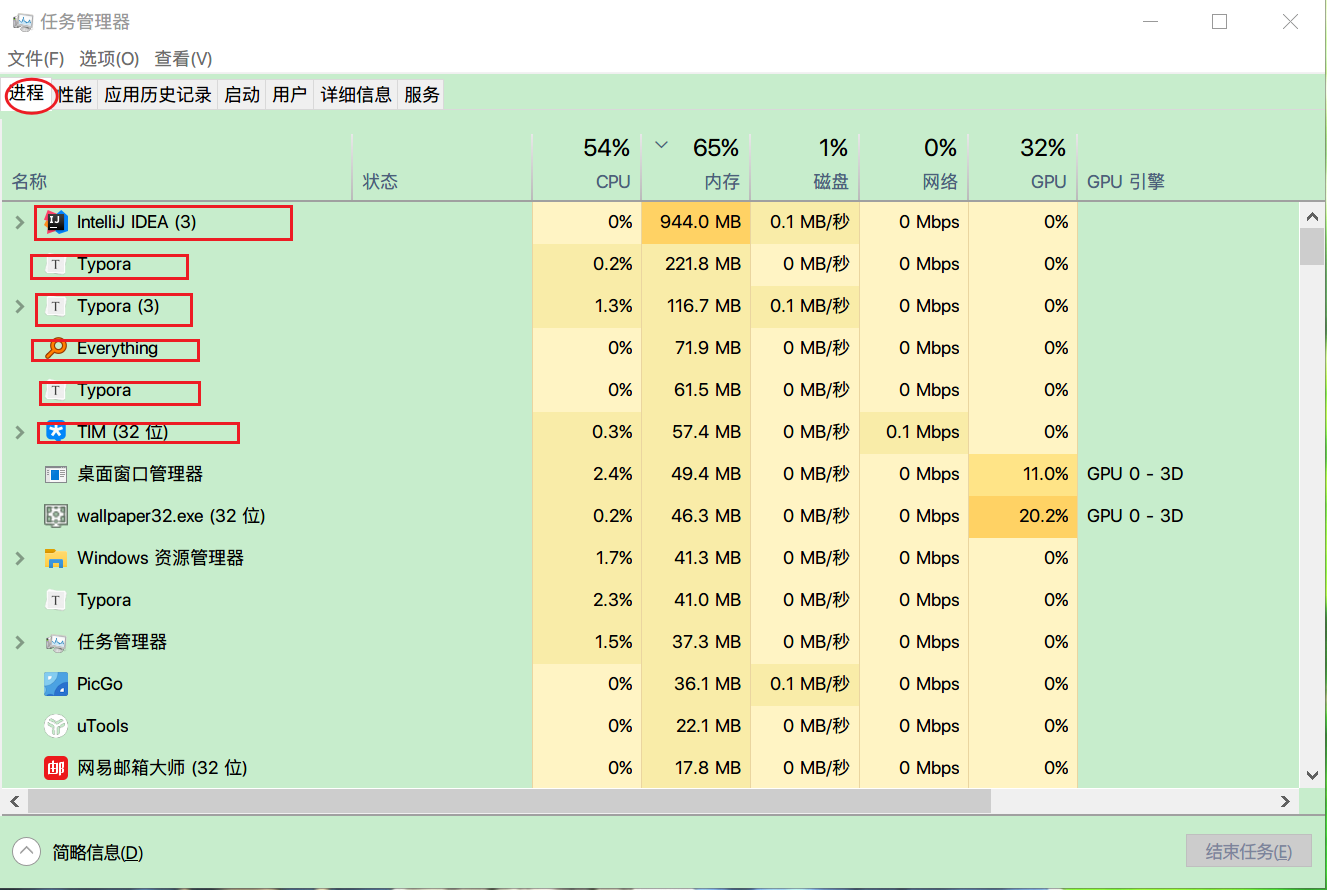 任务管理器
文件(F) 选项(O) 查看(V)
进程 性能 应用历史记录 启动 用户 详细信息 服务
54% 65% 1% 0% 32%
名称 状态 CPU 内存 磁盘 网络 GPU GPU 引擎
IntelliJ IDEA (3) 0% 944.0 MB 0.1 MB/秒 0 Mbps 0%
Typora 0.2% 221.8 MB 0 MB/秒 0 Mbps 0%
Typora (3) 1.3% 116.7 MB 0.1 MB/秒 0 Mbps 0%
Everything 0% 71.9 MB 0 MB/秒 0 Mbps 0%
Typora 0% 61.5 MB 0 MB/秒 0 Mbps 0%
TIM (32 位) 0.3% 57.4 MB 0 MB/秒 0.1 Mbps 0%
桌面窗口管理器 2.4% 49.4 MB 0 MB/秒 0 Mbps 11.0% GPU 0 - 3D
wallpaper32.exe (32 位) 0.2% 46.3 MB 0 MB/秒 0 Mbps 20.2% GPU 0 - 3D
Windows 资源管理器 1.7% 41.3 MB 0 MB/秒 0 Mbps 0%
Typora 2.3% 41.0 MB 0 MB/秒 0 Mbps 0%
任务管理器 1.5% 37.3 MB 0 MB/秒 0 Mbps 0%
PicGo 0% 36.1 MB 0.1 MB/秒 0 Mbps 0%
uTools 0% 22.1 MB 0 MB/秒 0 Mbps 0%
网易邮箱大师 (32 位) 0% 17.8 MB 0 MB/秒 0 Mbps 0%
简略信息(D) 结束任务(E)